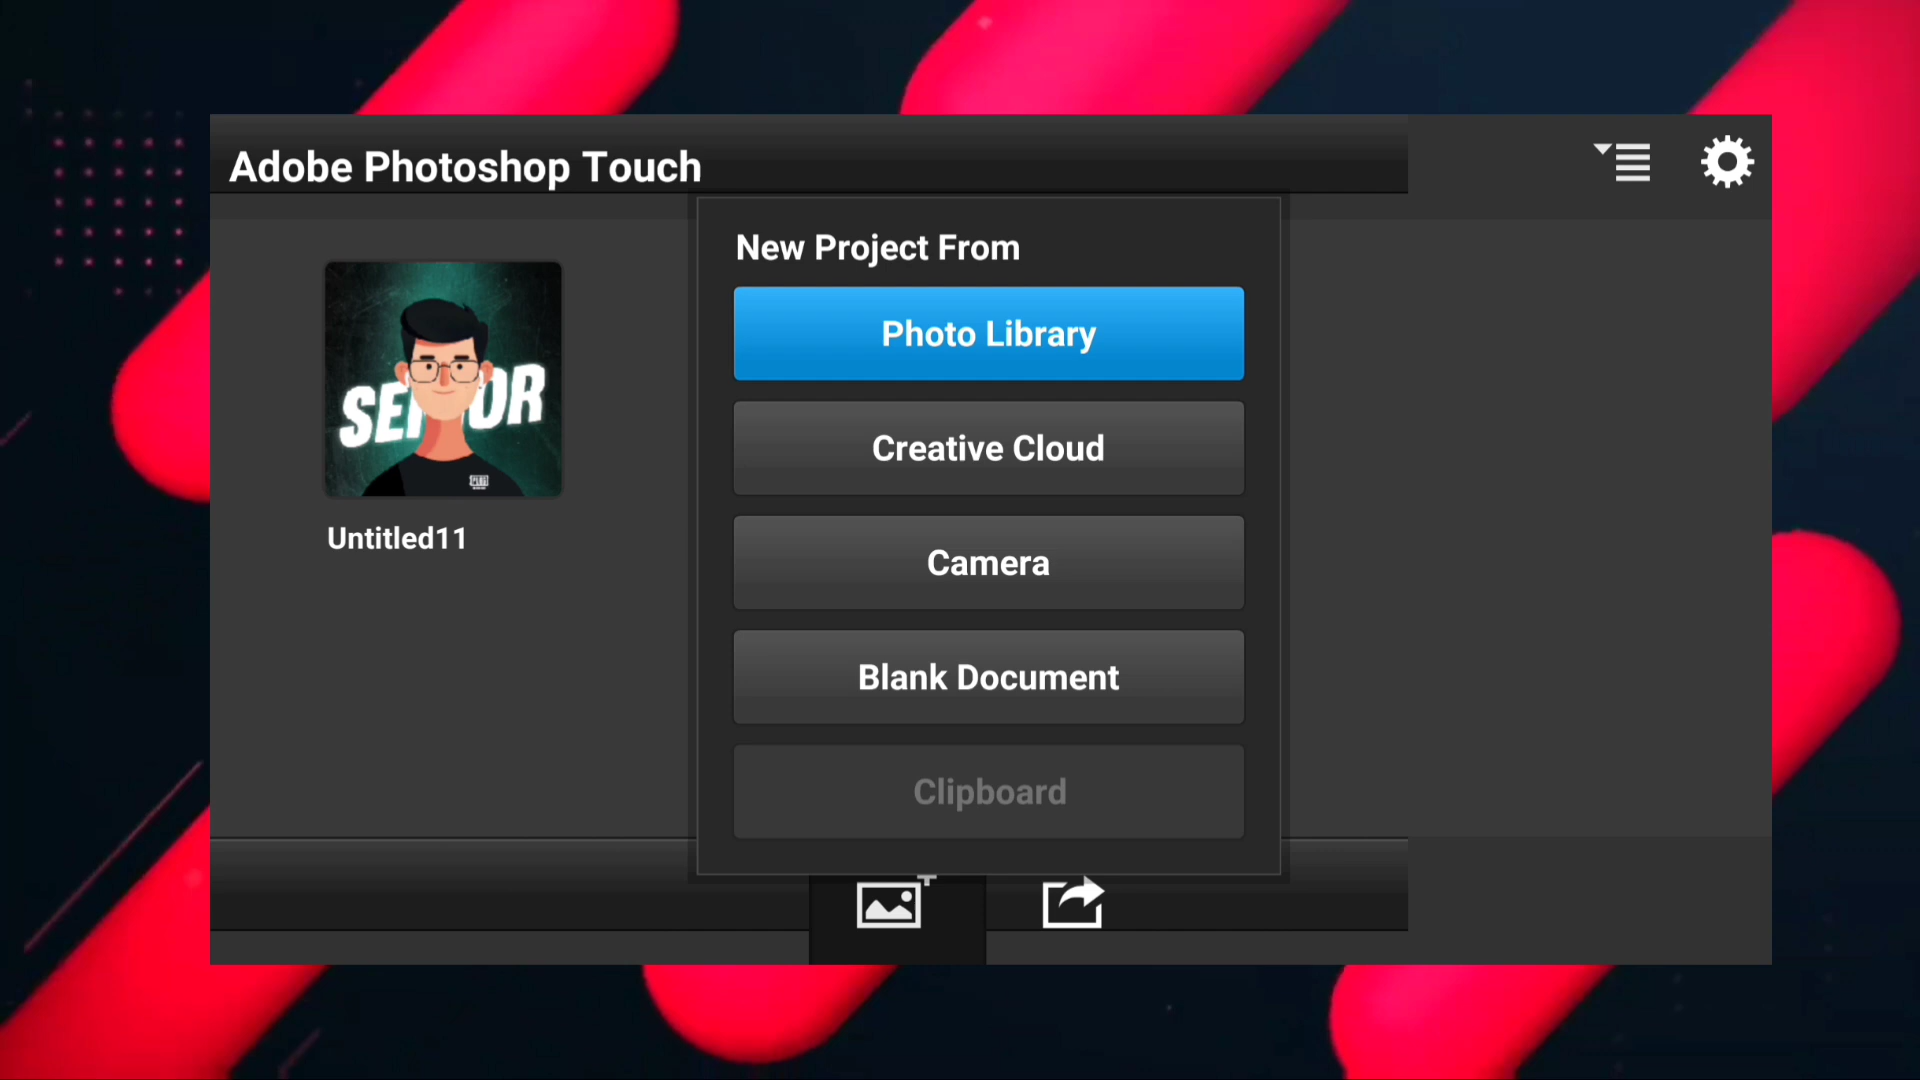 Adobe Photoshop Touch
New Project From
Photo Library
Creative Cloud
Camera
Blank Document
Clipboard
Untitled11